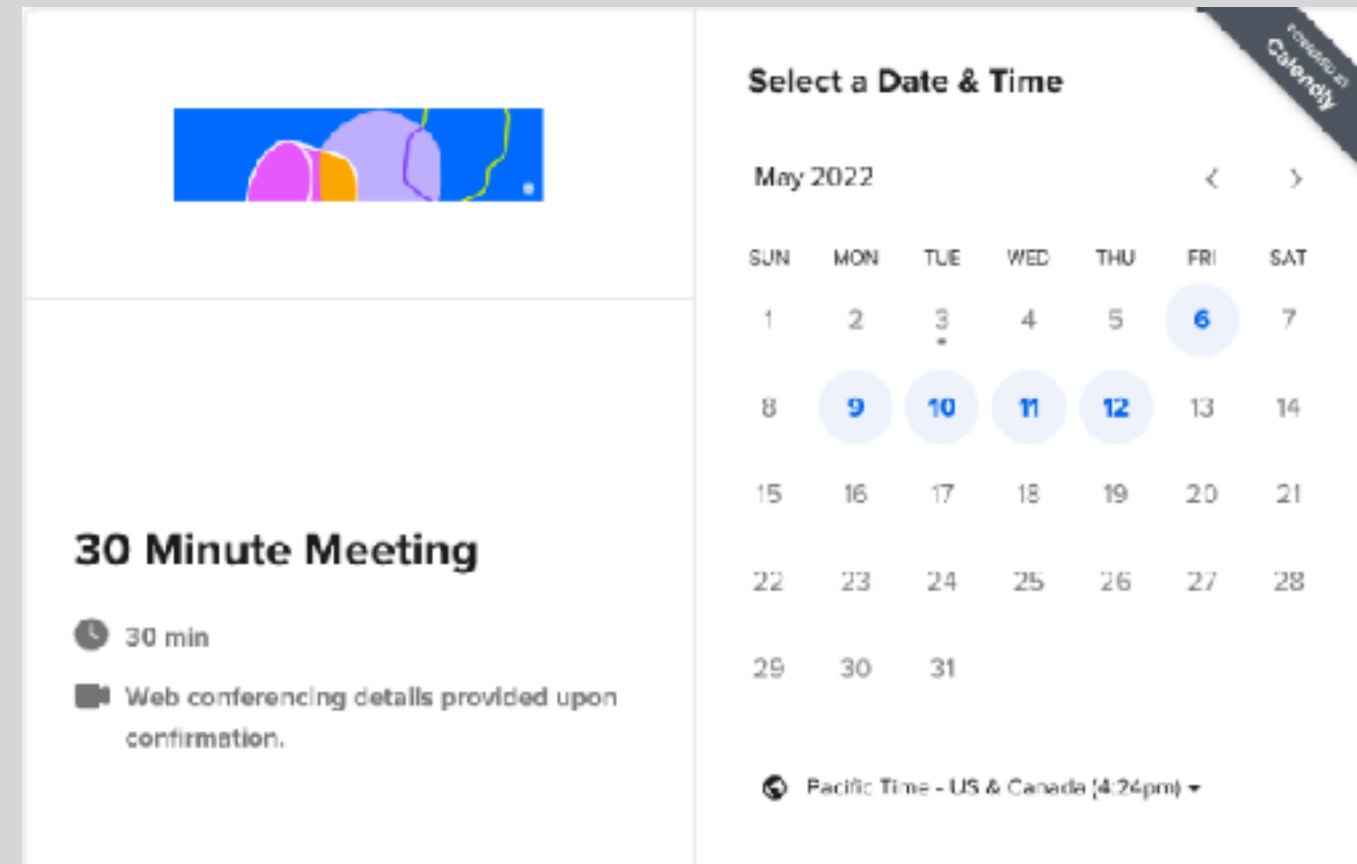 30 Minute Meeting
30 min
Web conferencing details provided upon
confirmation.
POWERED BY
Calendly
Select a Date & Time
May 2022
SUN MON TUE WED THU FRI SAT
1 2 3 4 5 6 7
8 9 10 11 12 13 14
15 16 17 18 19 20 21
22 23 24 25 26 27 28
29 30 31
Pacific Time - US & Canada (4:24pm)